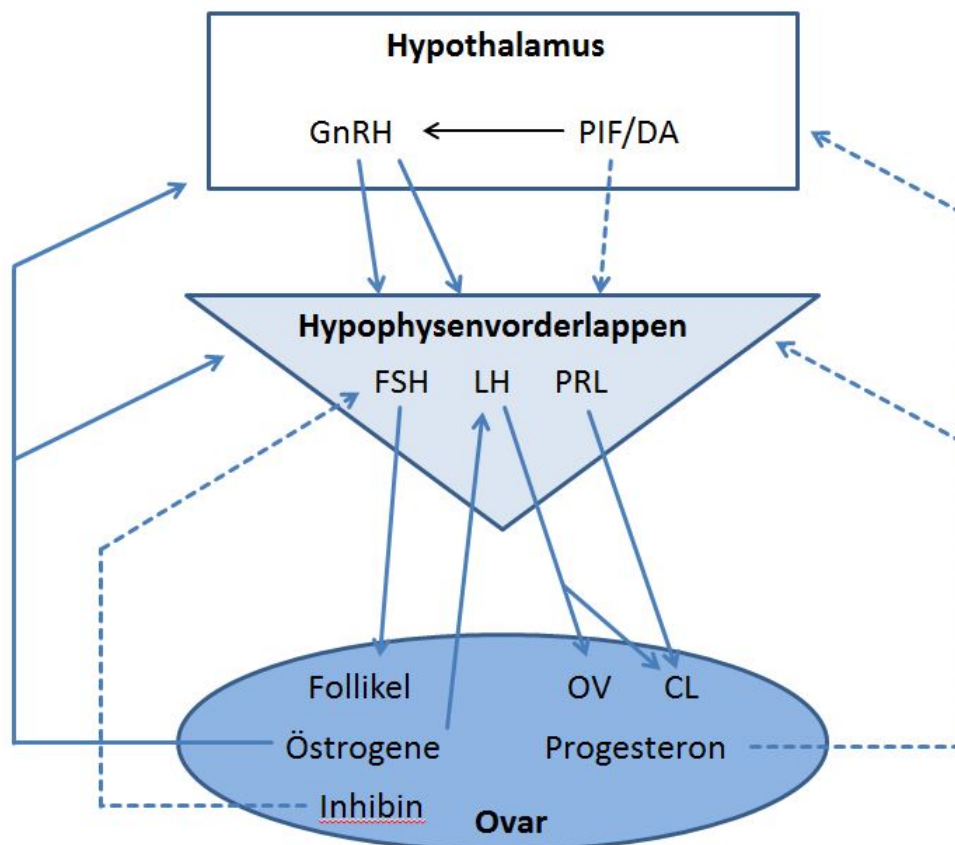 Hypothalamus
GnRH PIF/DA
Hypophysenvorderlappen
FSH LH PRL
Follikel OV CL
Östrogene Progesteron
Inhibin
Ovar